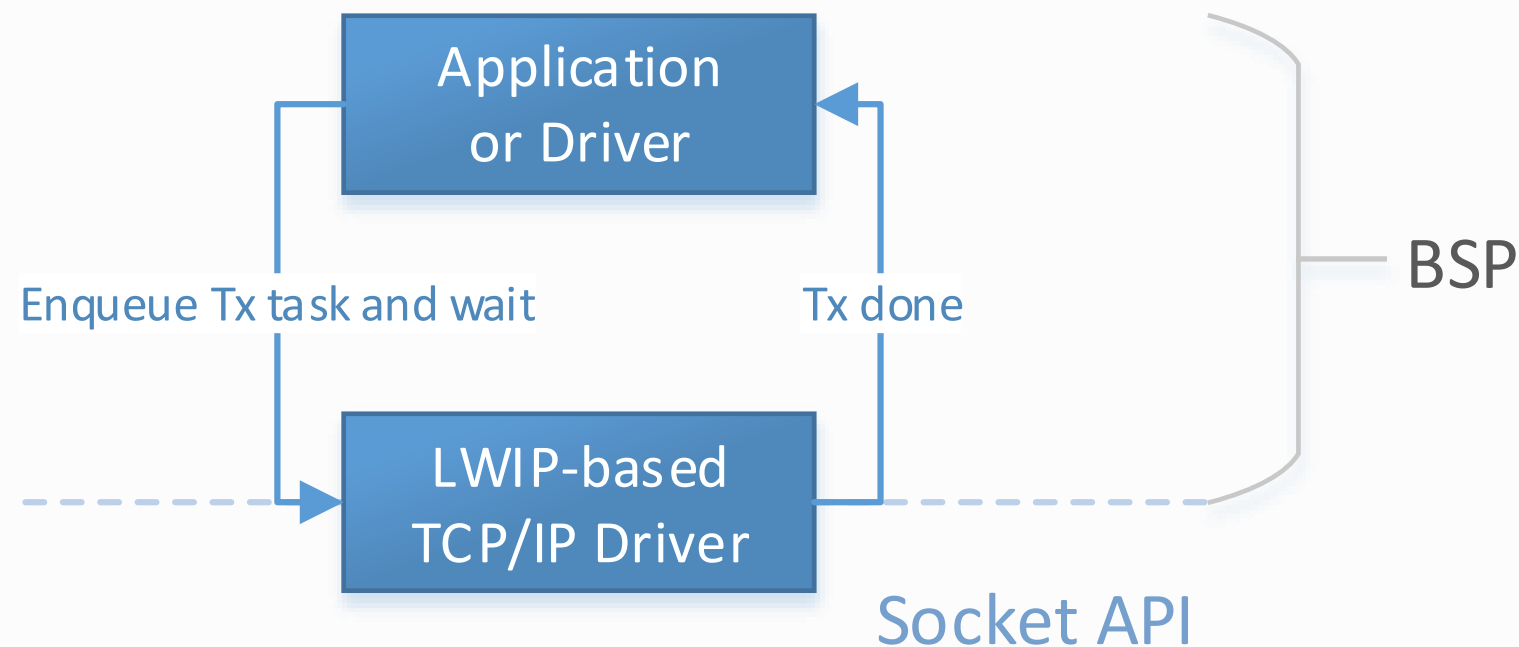 Application
or Driver
BSP
Enqueue Tx task and wait
Tx done
LWIP-based
TCP/IP Driver
Socket API